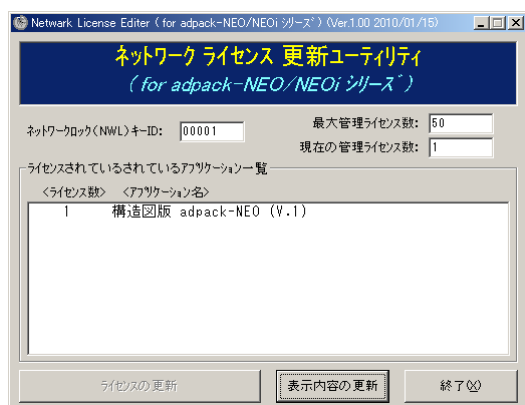 Netwark License Editer ( for adpack-NEO/NEOi ｼﾘｰｽﾞ ) (Ver.1.00 2010/01/15)
ネットワーク ライセンス 更新ユーティリティ
( for adpack-NEO/NEOi シリーズ )
ﾈｯﾄﾜｰｸﾛｯｸ(NWL)ｷｰID: 00001
最大管理ﾗｲｾﾝｽ数: 50
現在の管理ﾗｲｾﾝｽ数: 1
ﾗｲｾﾝｽされているされているｱﾌﾟﾘｹｰｼｮﾝ一覧
<ﾗｲｾﾝｽ数> <ｱﾌﾟﾘｹｰｼｮﾝ名>
1 構造図版 adpack-NEO (V.1)
ﾗｲｾﾝｽの更新 表示内容の更新 終了(X)